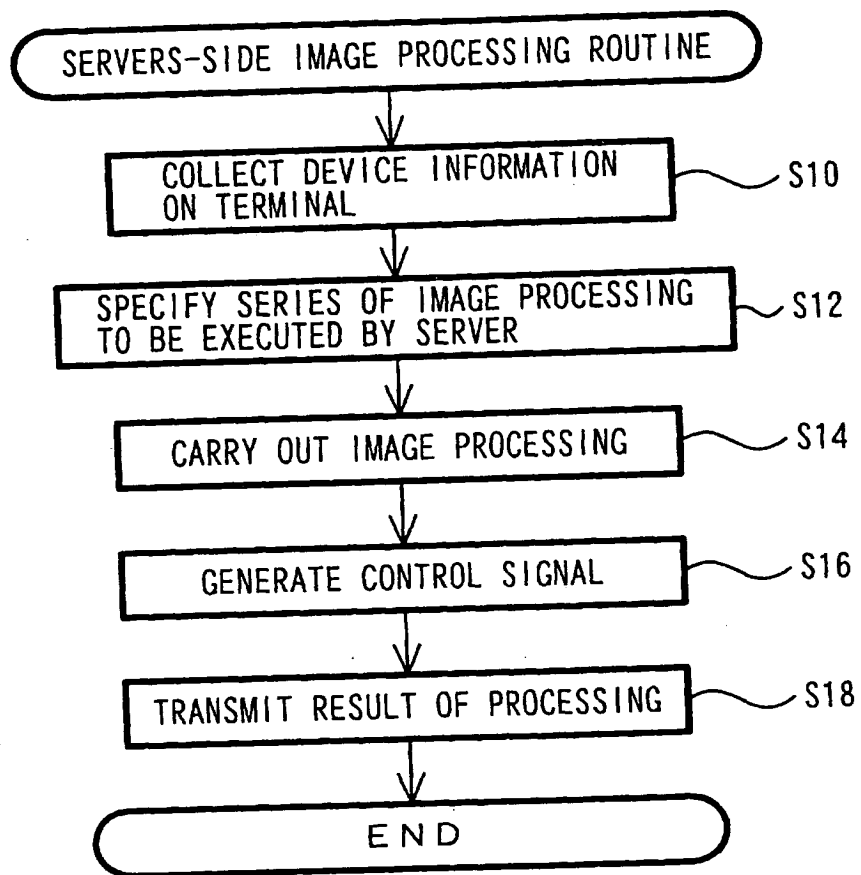 SERVERS-SIDE IMAGE PROCESSING ROUTINE
COLLECT DEVICE INFORMATION
ON TERMINAL
S10
SPECIFY SERIES OF IMAGE PROCESSING
TO BE EXECUTED BY SERVER
S12
CARRY OUT IMAGE PROCESSING
S14
GENERATE CONTROL SIGNAL
S16
TRANSMIT RESULT OF PROCESSING
S18
END